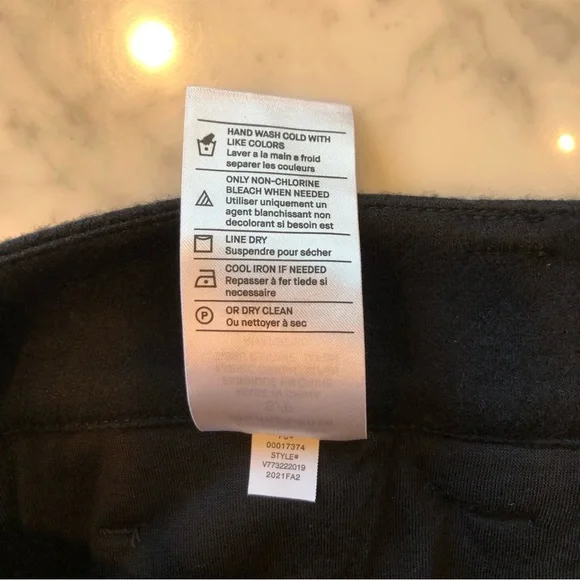 HAND WASH COLD WITH
LIKE COLORS
Laver a la main a froid
separer les couleurs
ONLY NON-CHLORINE
BLEACH WHEN NEEDED
Utiliser uniquement un
agent blanchissant non
decolorant si besoin est
LINE DRY
Suspendre pour sécher
COOL IRON IF NEEDED
Repasser à fer tiede si
necessaire
P
OR DRY CLEAN
Ou nettoyer à sec
00017374
STYLE#
V773222019
2021FA2